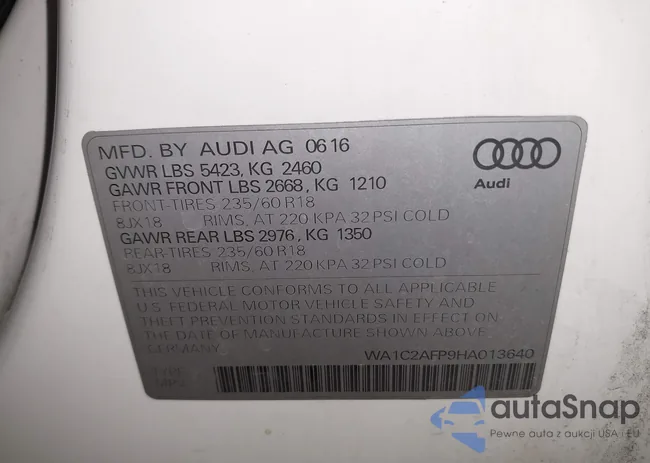 MFD. BY AUDI AG 06 16
GVWR LBS 5423, KG 2460
GAWR FRONT LBS 2668, KG 1210
FRONT-TIRES 235/60 R18
8JX18 RIMS, AT 220 KPA 32 PSI COLD
GAWR REAR LBS 2976, KG 1350
REAR-TIRES 235/60 R18
8JX18 RIMS, AT 220 KPA 32 PSI COLD
Audi
THIS VEHICLE CONFORMS TO ALL APPLICABLE
U.S. FEDERAL MOTOR VEHICLE SAFETY AND
THEFT PREVENTION STANDARDS IN EFFECT ON
THE DATE OF MANUFACTURE SHOWN ABOVE.
GERMANY
WA1C2AFP9HA013640
autaSnap
Pewne auta z aukcji USA i EU